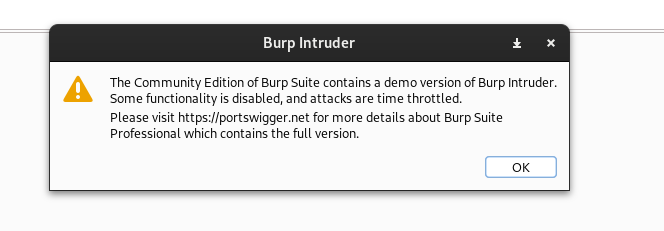 Burp Intruder
The Community Edition of Burp Suite contains a demo version of Burp Intruder.
Some functionality is disabled, and attacks are time throttled.
Please visit https://portswigger.net for more details about Burp Suite
Professional which contains the full version.
OK